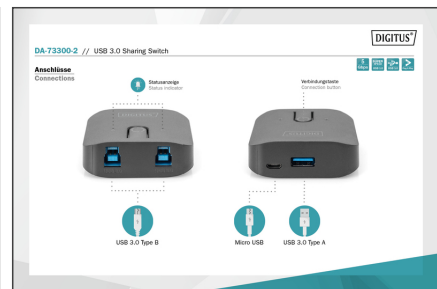 DIGITUS®
DA-73300-2 // USB 3.0 Sharing Switch
Anschlüsse
Connections
Statusanzeige
Status indicator
Verbindungstaste
Connection button
DIGITUS
USB 3.0 Type B
Micro USB
USB 3.0 Type A